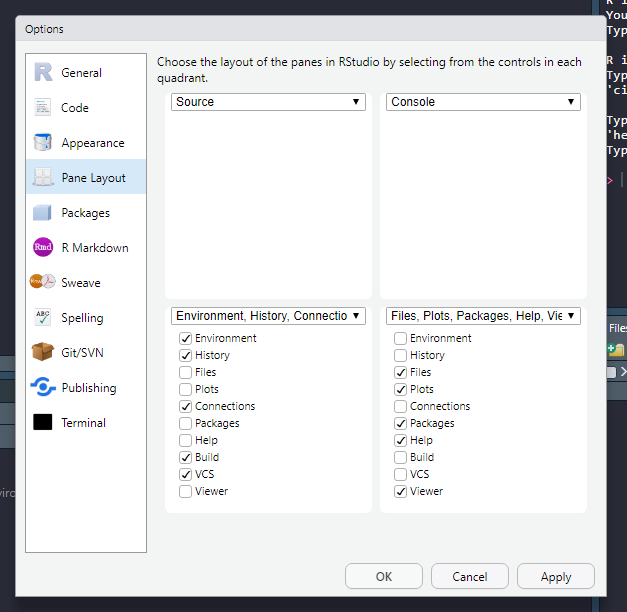 Options
General
Code
Appearance
Pane Layout
Packages
Rmd R Markdown
Sweave
ABC Spelling
Git/SVN
Publishing
Terminal
Choose the layout of the panes in RStudio by selecting from the controls in each
quadrant.
Source
Console
Environment, History, Connectio
Environment
History
Files
Plots
Connections
Packages
Help
Build
VCS
Viewer
Files, Plots, Packages, Help, Vie
Environment
History
Files
Plots
Connections
Packages
Help
Build
VCS
Viewer
OK
Cancel
Apply
You
Typ
R i
Typ
'ci
Typ
'he
Typ
>
Files